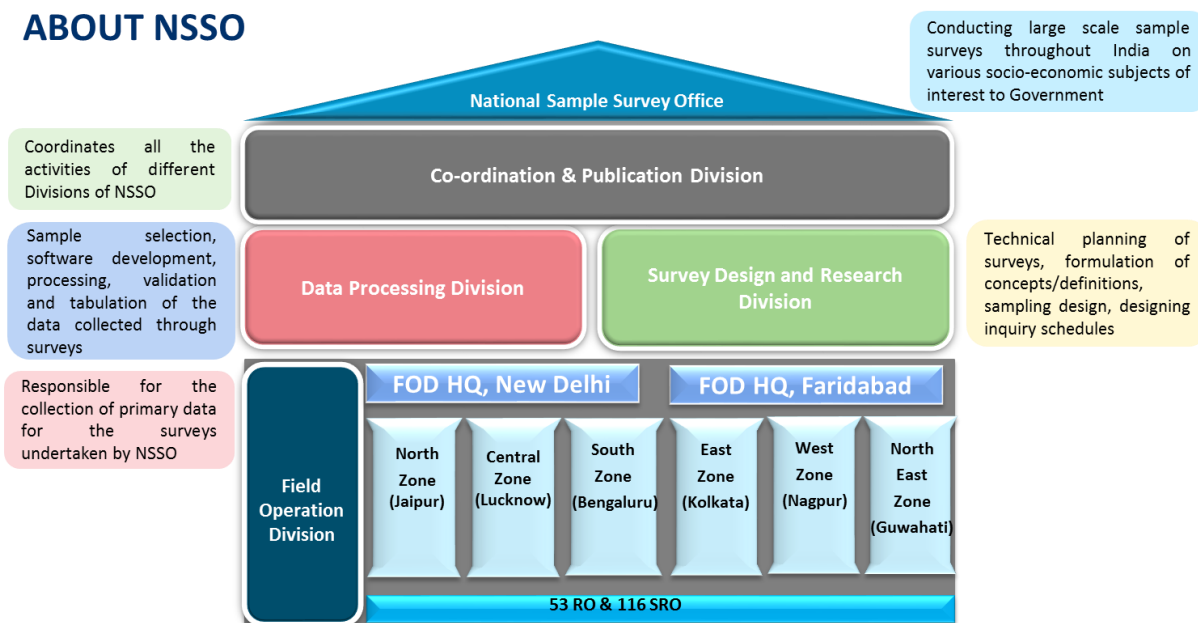 ABOUT NSSO
Conducting large scale sample
surveys throughout India on
various socio-economic subjects of
interest to Government
National Sample Survey Office
Coordinates all the
activities of different
Divisions of NSSO
Co-ordination & Publication Division
Sample selection,
software development,
processing, validation
and tabulation of the
data collected through
surveys
Data Processing Division
Survey Design and Research
Division
Technical planning of
surveys, formulation of
concepts/definitions,
sampling design, designing
inquiry schedules
Responsible for the
collection of primary data
for the surveys
undertaken by NSSO
Field
Operation
Division
FOD HQ, New Delhi
FOD HQ, Faridabad
North
Zone
(Jaipur)
Central
Zone
(Lucknow)
South
Zone
(Bengaluru)
East
Zone
(Kolkata)
West
Zone
(Nagpur)
North
East
Zone
(Guwahati)
53 RO & 116 SRO